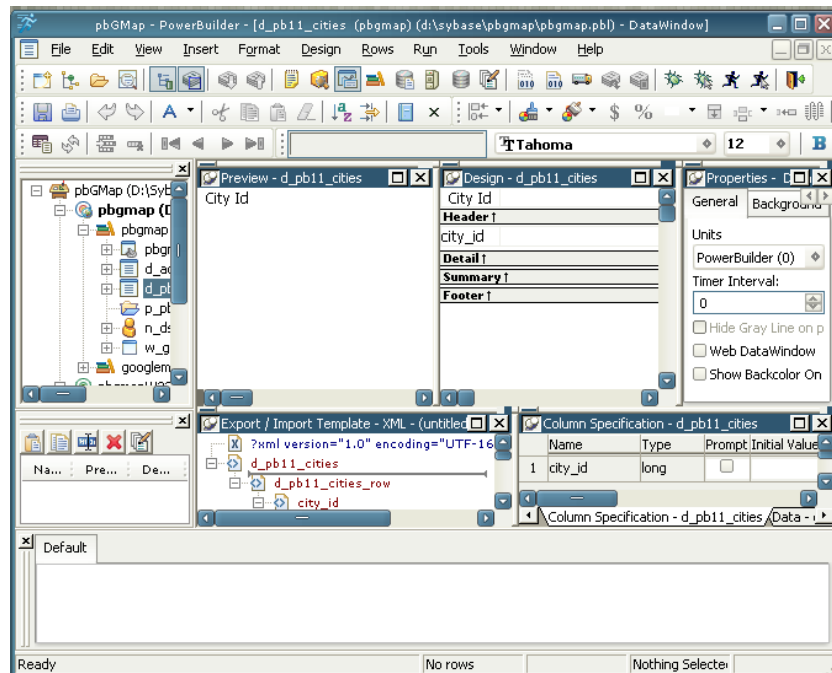 pbGMap - PowerBuilder - [d_pb11_cities (pbgmap) (d:\sybase\pbgmap\pbgmap.pbl) - DataWindow]
File Edit View Insert Format Design Rows Run Tools Window Help
Tahoma 12 B
pbGMap (D:\Syb
pbgmap (D
pbgmap
pbgr
d_ac
d_pb
p_pb
n_ds
w_g
googlem
Preview - d_pb11_cities
City Id
Design - d_pb11_cities
City Id
Header ↑
city_id
Detail ↑
Summary ↑
Footer ↑
Properties - D
General Background
Units
PowerBuilder (0)
Timer Interval:
0
Hide Gray Line on p
Web DataWindow
Show Backcolor On
Na... Pre... De...
Export / Import Template - XML - (untitled
?xml version="1.0" encoding="UTF-16
d_pb11_cities
d_pb11_cities_row
city_id
Column Specification - d_pb11_cities
Name Type Prompt Initial Value
1 city_id long
Column Specification - d_pb11_cities Data -
Default
Ready No rows Nothing Selecte